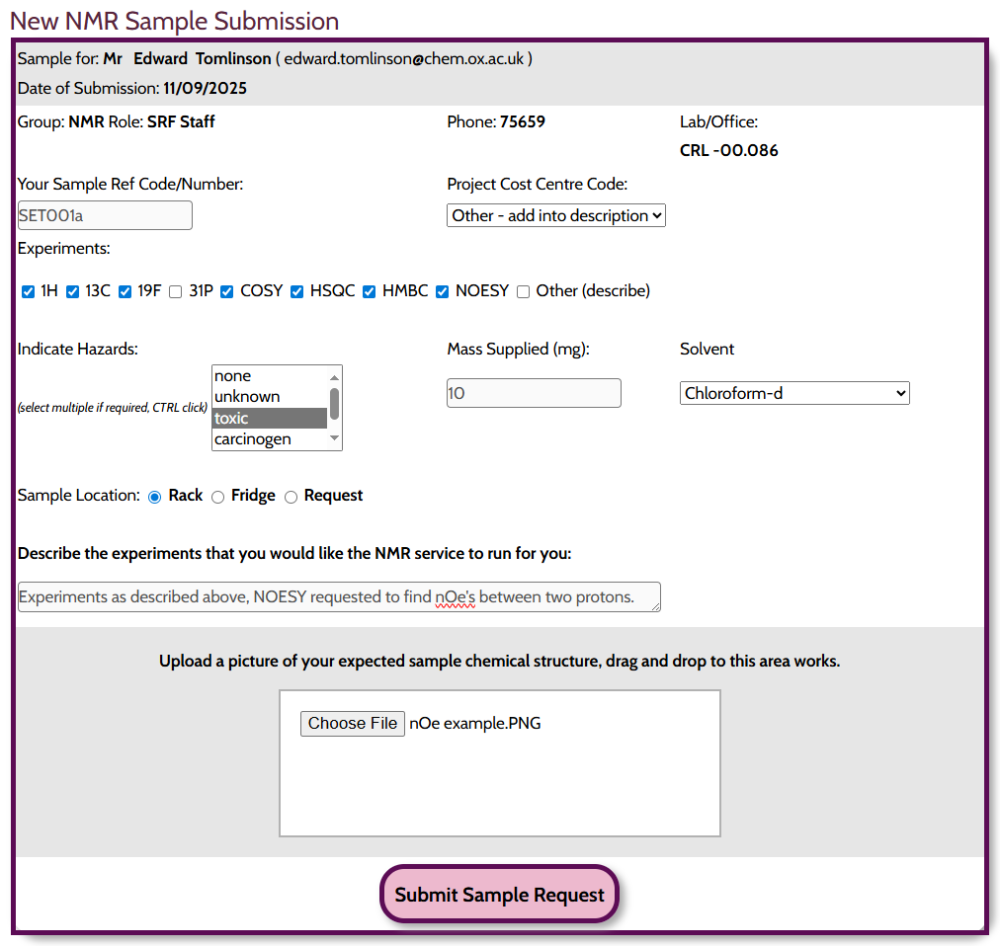 New NMR Sample Submission
Sample for: Mr Edward Tomlinson ( edward.tomlinson@chem.ox.ac.uk )
Date of Submission: 11/09/2025
Group: NMR Role: SRF Staff
Phone: 75659
Lab/Office:
CRL -00.086
Your Sample Ref Code/Number:
Project Cost Centre Code:
SET001a
Other - add into description
Experiments:
1H 13C 19F 31P COSY HSQC HMBC NOESY Other (describe)
Indicate Hazards:
Mass Supplied (mg):
Solvent
(select multiple if required, CTRL click)
none
unknown
toxic
carcinogen
10
Chloroform-d
Sample Location: Rack Fridge Request
Describe the experiments that you would like the NMR service to run for you:
Experiments as described above, NOESY requested to find nOe's between two protons.
Upload a picture of your expected sample chemical structure, drag and drop to this area works.
Choose File nOe example.PNG
Submit Sample Request